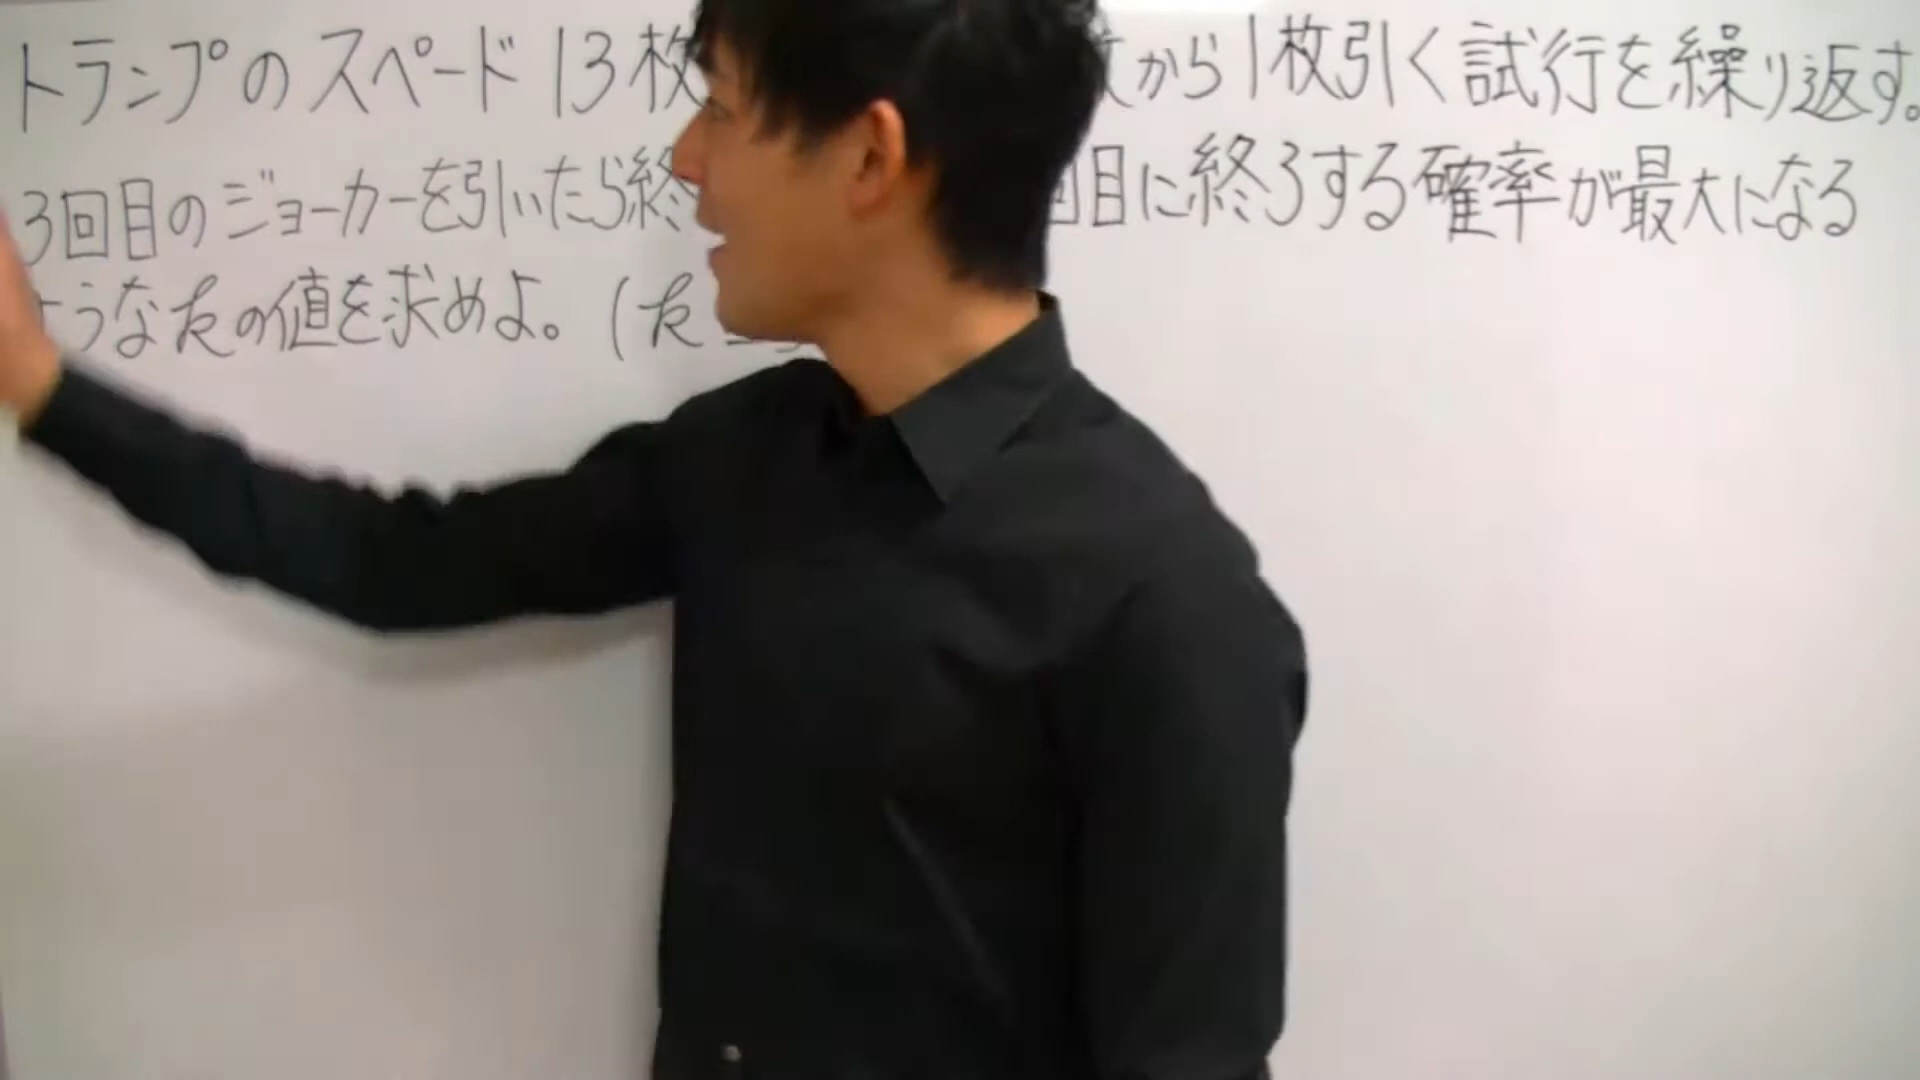 トランプのスペード13枚 から1枚引く試行を繰り返す。
3回目のジョーカーを引いたら終 回目に終了する確率が最大になる
ようなkの値を求めよ。(k